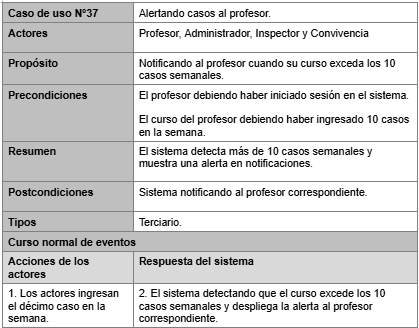 Caso de uso Nº37 Alertando casos al profesor.
Actores Profesor, Administrador, Inspector y Convivencia
Propósito Notificando al profesor cuando su curso exceda los 10
casos semanales.
Precondiciones El profesor debiendo haber iniciado sesión en el sistema.
El curso del profesor debiendo haber ingresado 10 casos
en la semana.
Resumen El sistema detecta más de 10 casos semanales y
muestra una alerta en notificaciones.
Postcondiciones Sistema notificando al profesor correspondiente.
Tipos Terciario.
Curso normal de eventos
Acciones de los Respuesta del sistema
actores
1. Los actores ingresan 2. El sistema detectando que el curso excede los 10
el décimo caso en la casos semanales y despliega la alerta al profesor
semana. correspondiente.